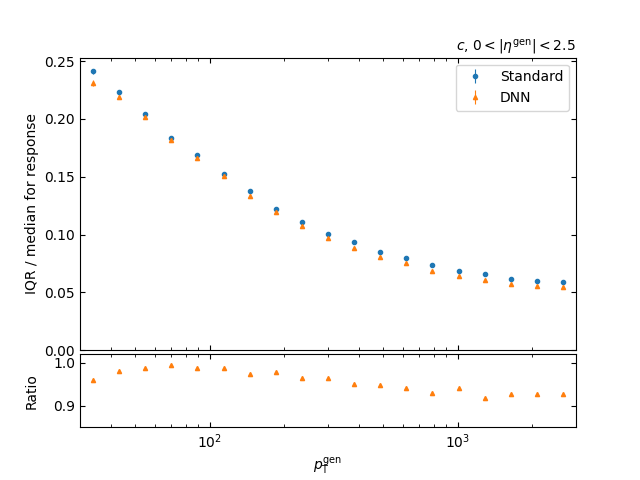 c, 0 < |η^gen| < 2.5
0.25
Standard
DNN
0.20
0.15
0.10
0.05
0.00
IQR / median for response
1.0
0.9
Ratio
10^2
10^3
p_T^gen